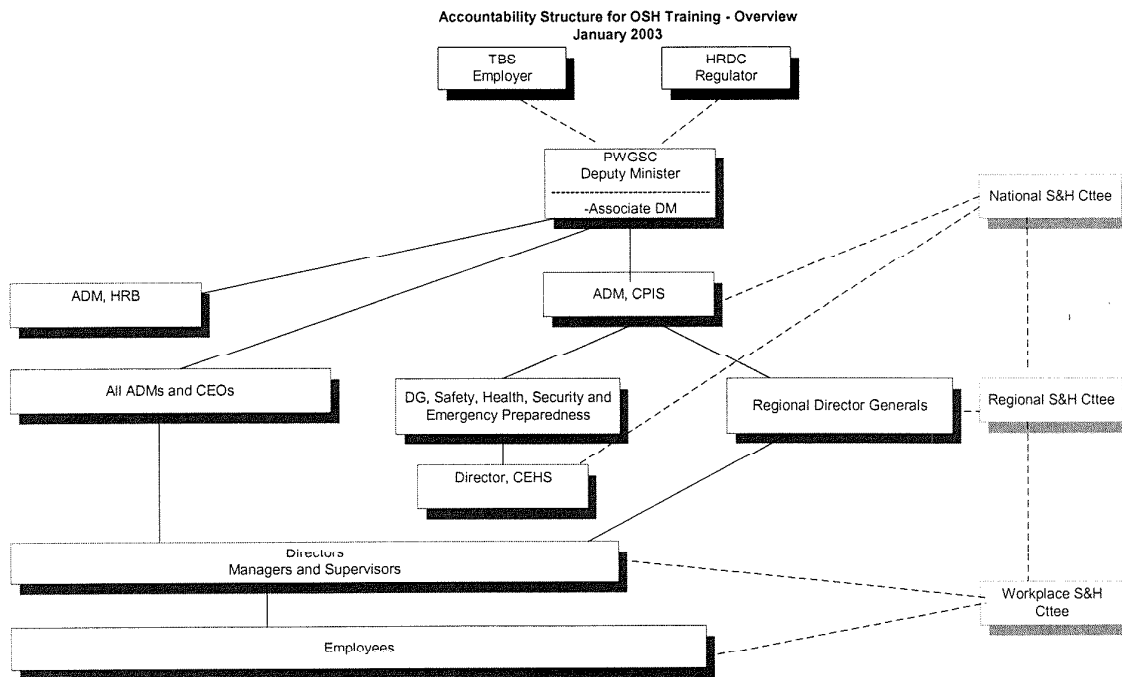 Accountability Structure for OSH Training - Overview
January 2003
TBS
Employer
HRDC
Regulator
PWGSC
Deputy Minister
-Associate DM
National S&H Cttee
ADM, HRB
ADM, CPIS
All ADMs and CEOs
DG, Safety, Health, Security and
Emergency Preparedness
Regional Director Generals
Regional S&H Cttee
Director, CEHS
Directors
Managers and Supervisors
Workplace S&H
Cttee
Employees